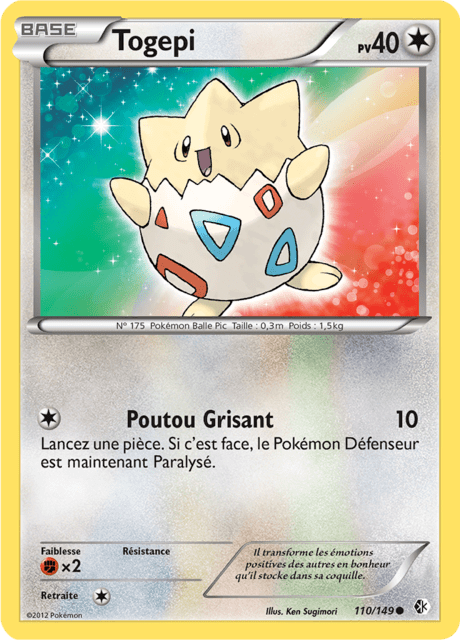 BASE
Togepi
PV40
N° 175 Pokémon Balle Pic Taille : 0,3m Poids : 1,5kg
Poutou Grisant 10
Lancez une pièce. Si c'est face, le Pokémon Défenseur
est maintenant Paralysé.
Faiblesse Résistance
×2
Retraite
Il transforme les émotions
positives des autres en bonheur
qu'il stocke dans sa coquille.
©2012 Pokémon
Illus. Ken Sugimori 110/149